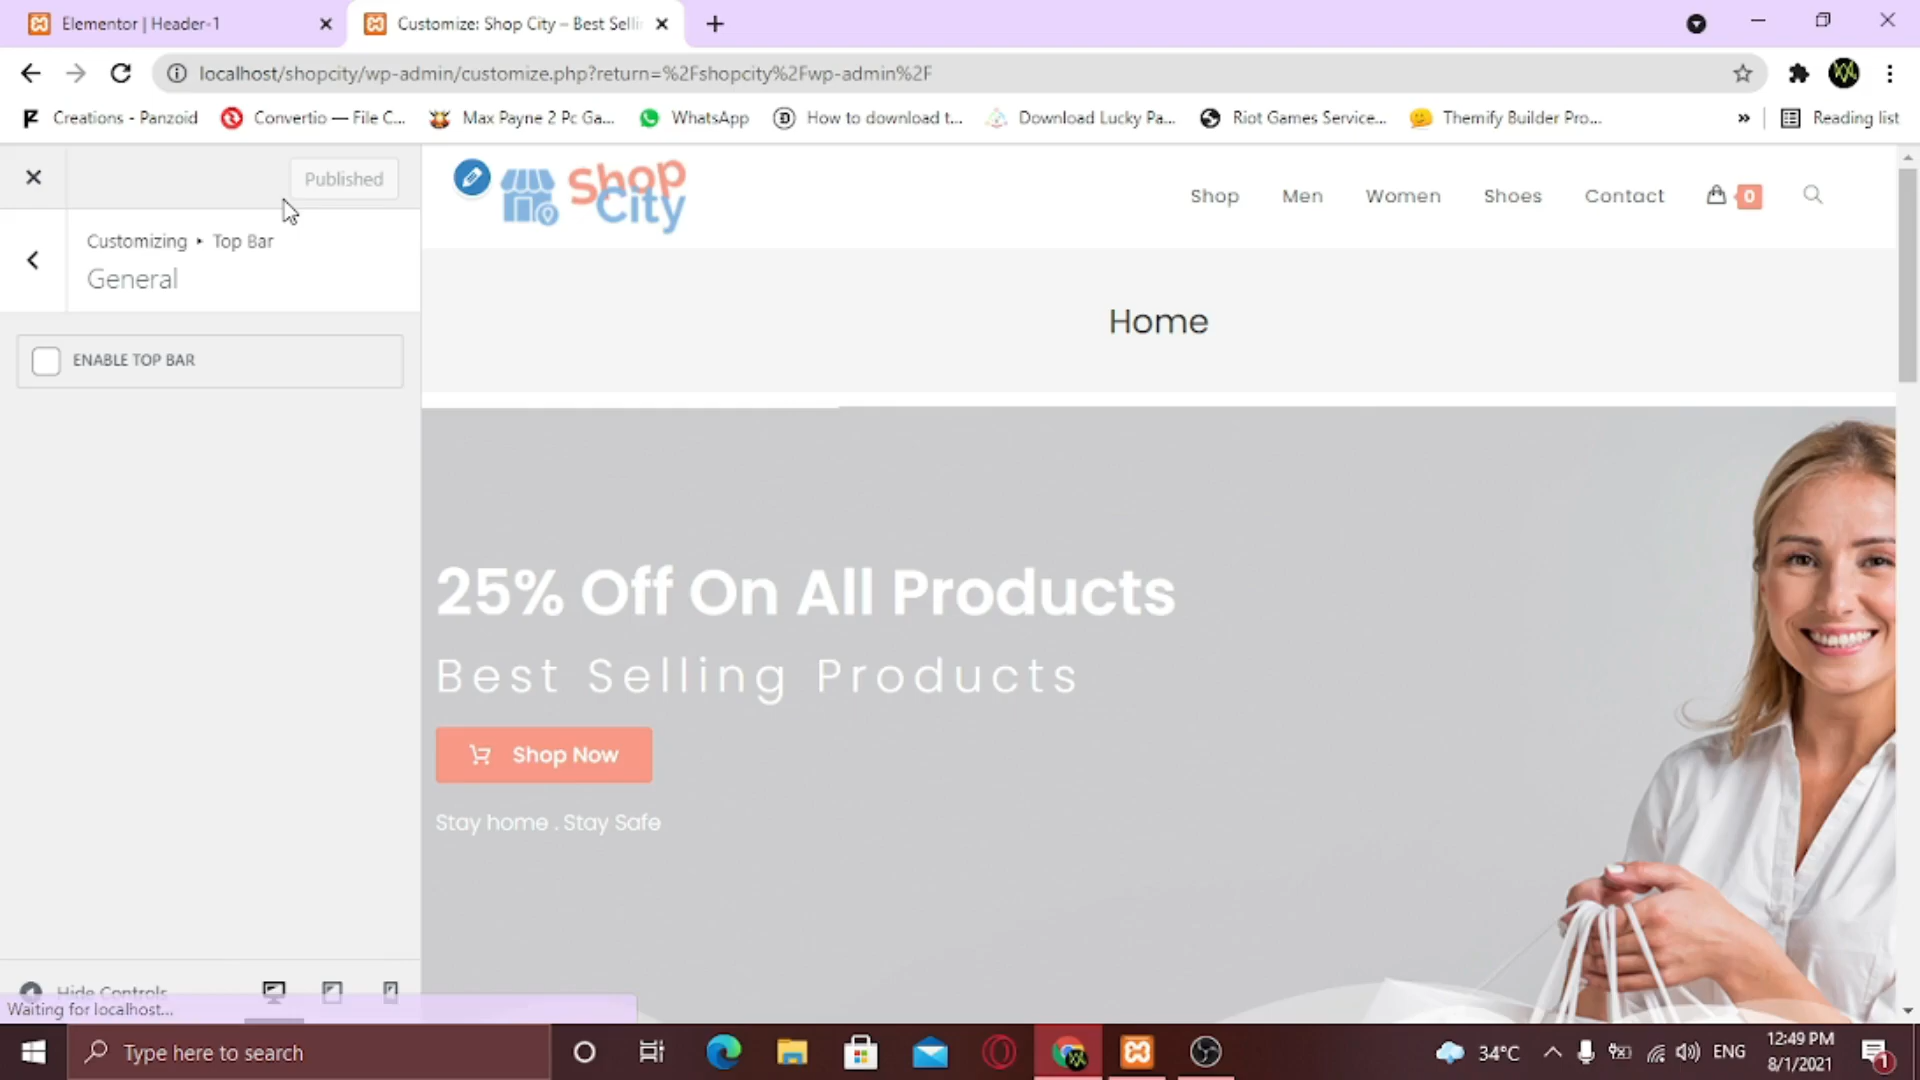 Elementor | Header-1
Customize: Shop City – Best Selli
localhost/shopcity/wp-admin/customize.php?return=%2Fshopcity%2Fwp-admin%2F
Creations - Panzoid
Convertio — File C...
Max Payne 2 Pc Ga...
WhatsApp
How to download t...
Download Lucky Pa...
Riot Games Service...
Themify Builder Pro...
»
Reading list
Published
Customizing ▸ Top Bar
General
ENABLE TOP BAR
Shop
City
Shop
Men
Women
Shoes
Contact
0
Home
25% Off On All Products
Best Selling Products
Shop Now
Stay home . Stay Safe
Hide Controls
Waiting for localhost...
Type here to search
34°C
ENG
12:49 PM
8/1/2021
1